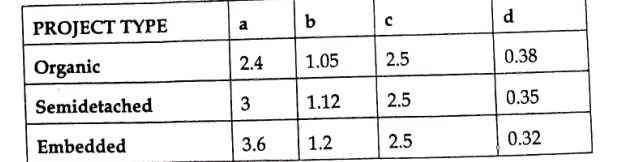 PROJECT TYPE a b c d
Organic 2.4 1.05 2.5 0.38
Semidetached 3 1.12 2.5 0.35
Embedded 3.6 1.2 2.5 0.32